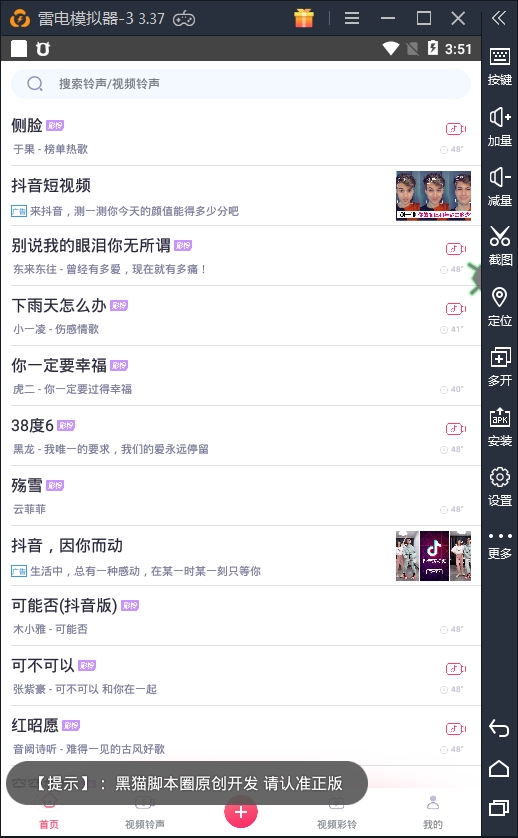 雷电模拟器-3 3.37
3:51
按键
加量
减量
截图
定位
多开
安装
设置
更多
搜索铃声/视频铃声
侧脸 彩铃
于果 - 榜单热歌
48"
抖音短视频
广告 来抖音，测一测你今天的颜值能得多少分吧
别说我的眼泪你无所谓 彩铃
东来东往 - 曾经有多爱，现在就有多痛！
48"
下雨天怎么办 彩铃
小一凌 - 伤感情歌
41"
你一定要幸福 彩铃
虎二 - 你一定要过得幸福
40"
38度6 彩铃
黑龙 - 我唯一的要求，我们的爱永远停留
48"
殇雪 彩铃
云菲菲
48"
抖音，因你而动
广告 生活中，总有一种感动，在某一时某一刻只等你
可能否(抖音版) 彩铃
木小雅 - 可能否
48"
可不可以 彩铃
张紫豪 - 可不可以 和你在一起
48"
红昭愿 彩铃
音阙诗听 - 难得一见的古风好歌
48"
【提示】：黑猫脚本圈原创开发 请认准正版
首页
视频铃声
视频彩铃
我的